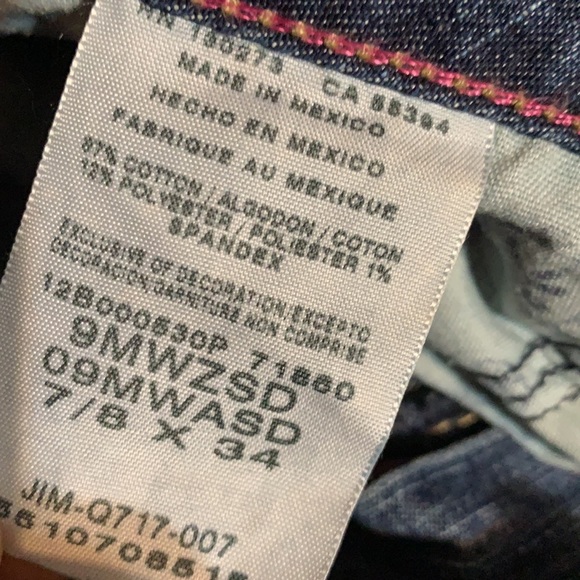 RN 130273 CA 55394
MADE IN MEXICO
HECHO EN MEXICO
FABRIQUE AU MEXIQUE
87% COTTON / ALGODON / COTON
12% POLYESTER / POLIESTER 1%
SPANDEX
EXCLUSIVE OF DECORATION/EXCEPTO
DECORACION/GARNITURE NON COMPRISE
12B000630P 71860
9MWZSD
09MWASD
7/8 X 34
JIM-Q717-007